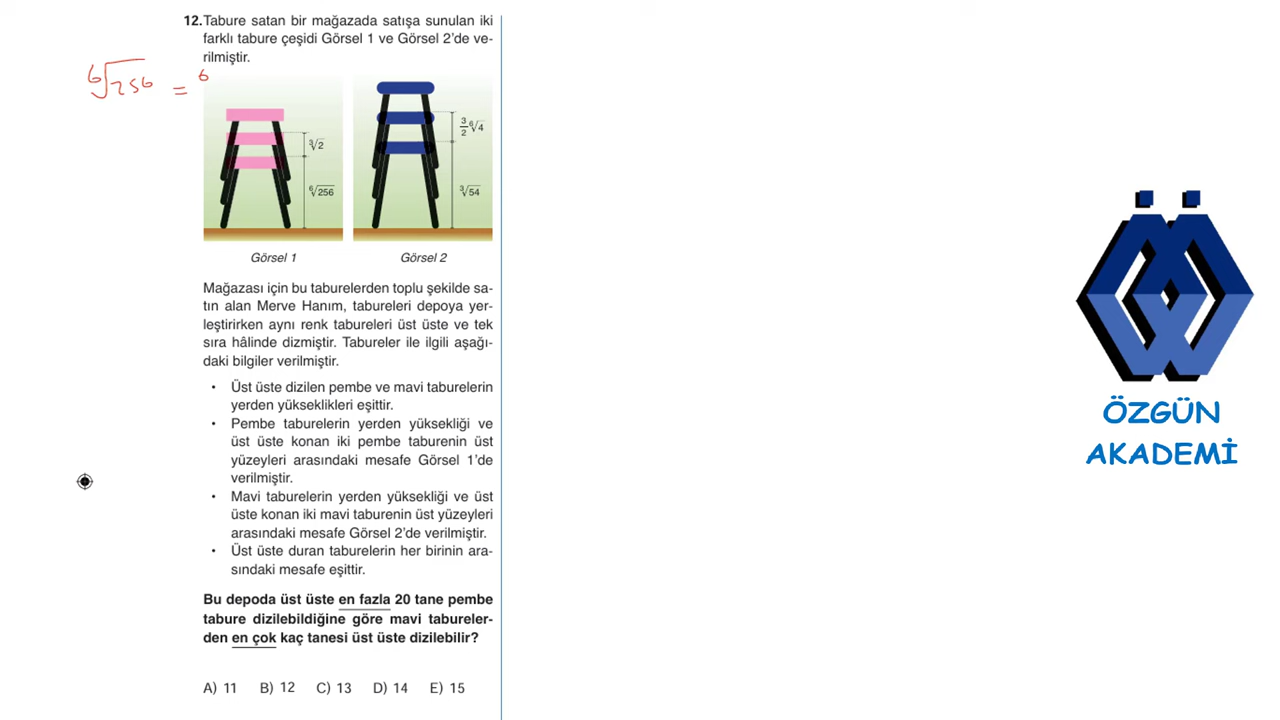 12.Tabure satan bir mağazada satışa sunulan iki
farklı tabure çeşidi Görsel 1 ve Görsel 2'de ve-
rilmiştir.
⁶√256 = ⁶
³√2
⁶√256
3/2 ⁶√4
³√54
Görsel 1
Görsel 2
Mağazası için bu taburelerden toplu şekilde sa-
tın alan Merve Hanım, tabureleri depoya yer-
leştirirken aynı renk tabureleri üst üste ve tek
sıra hâlinde dizmiştir. Tabureler ile ilgili aşağı-
daki bilgiler verilmiştir.
• Üst üste dizilen pembe ve mavi taburelerin
yerden yükseklikleri eşittir.
• Pembe taburelerin yerden yüksekliği ve
üst üste konan iki pembe taburenin üst
yüzeyleri arasındaki mesafe Görsel 1'de
verilmiştir.
• Mavi taburelerin yerden yüksekliği ve üst
üste konan iki mavi taburenin üst yüzeyleri
arasındaki mesafe Görsel 2'de verilmiştir.
• Üst üste duran taburelerin her birinin ara-
sındaki mesafe eşittir.
Bu depoda üst üste en fazla 20 tane pembe
tabure dizilebildiğine göre mavi tabureler-
den en çok kaç tanesi üst üste dizilebilir?
A) 11 B) 12 C) 13 D) 14 E) 15
ÖZGÜN
AKADEMİ